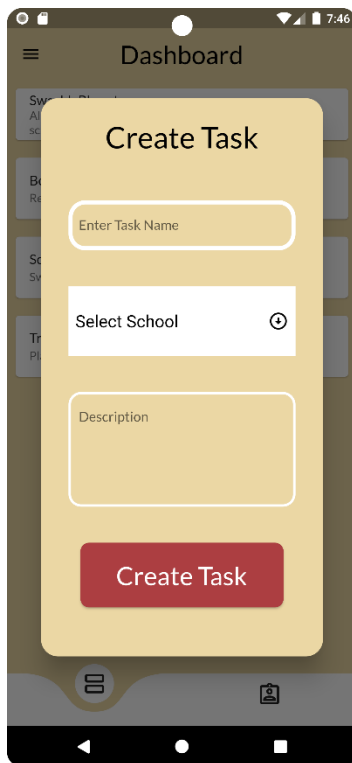 7:46
Dashboard
Create Task
Enter Task Name
Select School
Description
Create Task